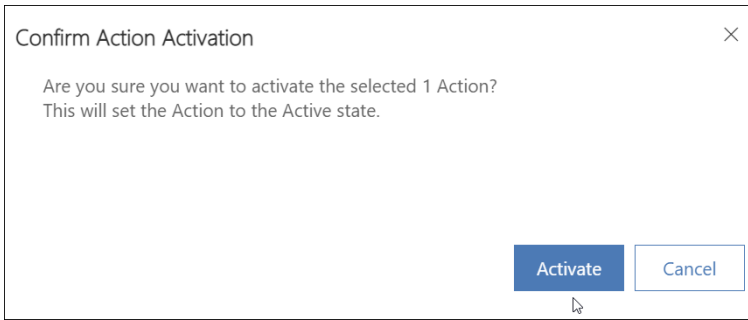 Confirm Action Activation
Are you sure you want to activate the selected 1 Action?
This will set the Action to the Active state.
Activate
Cancel